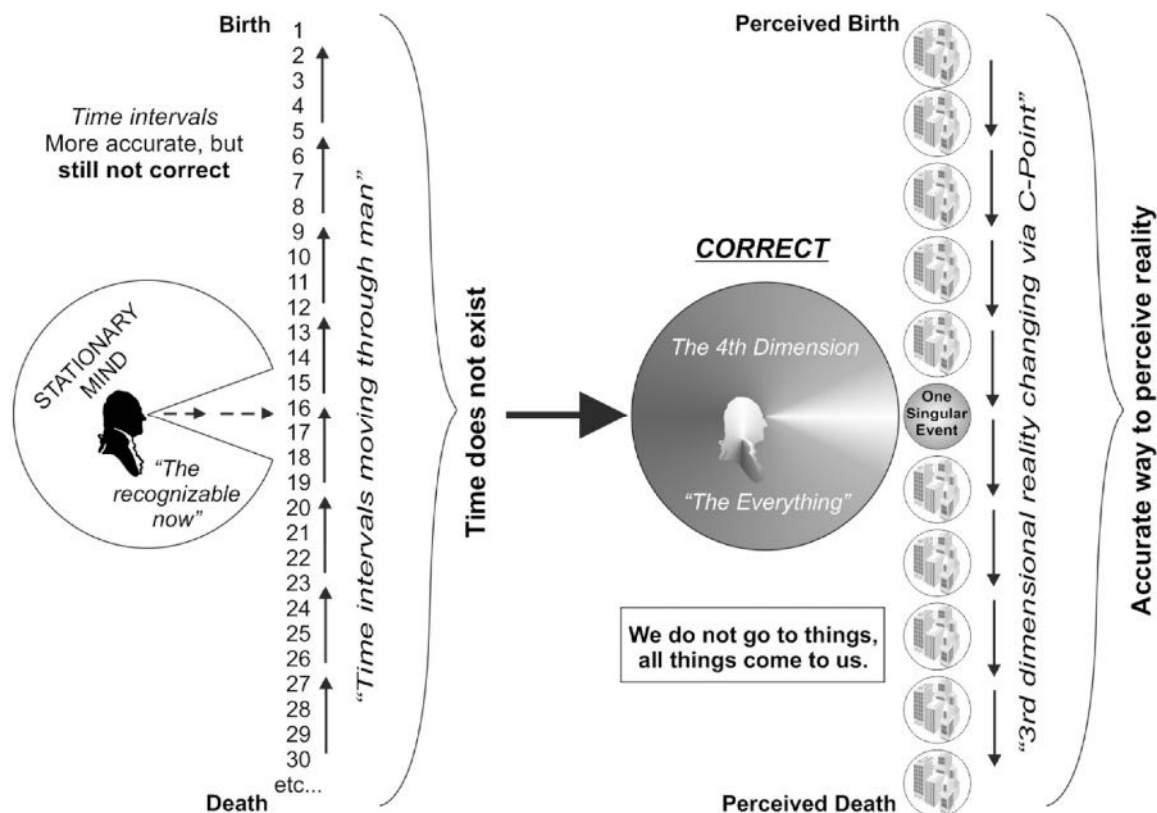 Birth
1
2
3
4
5
6
7
8
9
10
11
12
13
14
15
16
17
18
19
20
21
22
23
24
25
26
27
28
29
30
etc...
Death
Time intervals
More accurate, but
still not correct
STATIONARY
MIND
“The
recognizable
now”
“Time intervals moving through man”
Time does not exist
CORRECT
The 4th Dimension
“The Everything”
We do not go to things,
all things come to us.
Perceived Birth
One
Singular
Event
Perceived Death
“3rd dimensional reality changing via C-Point”
Accurate way to perceive reality